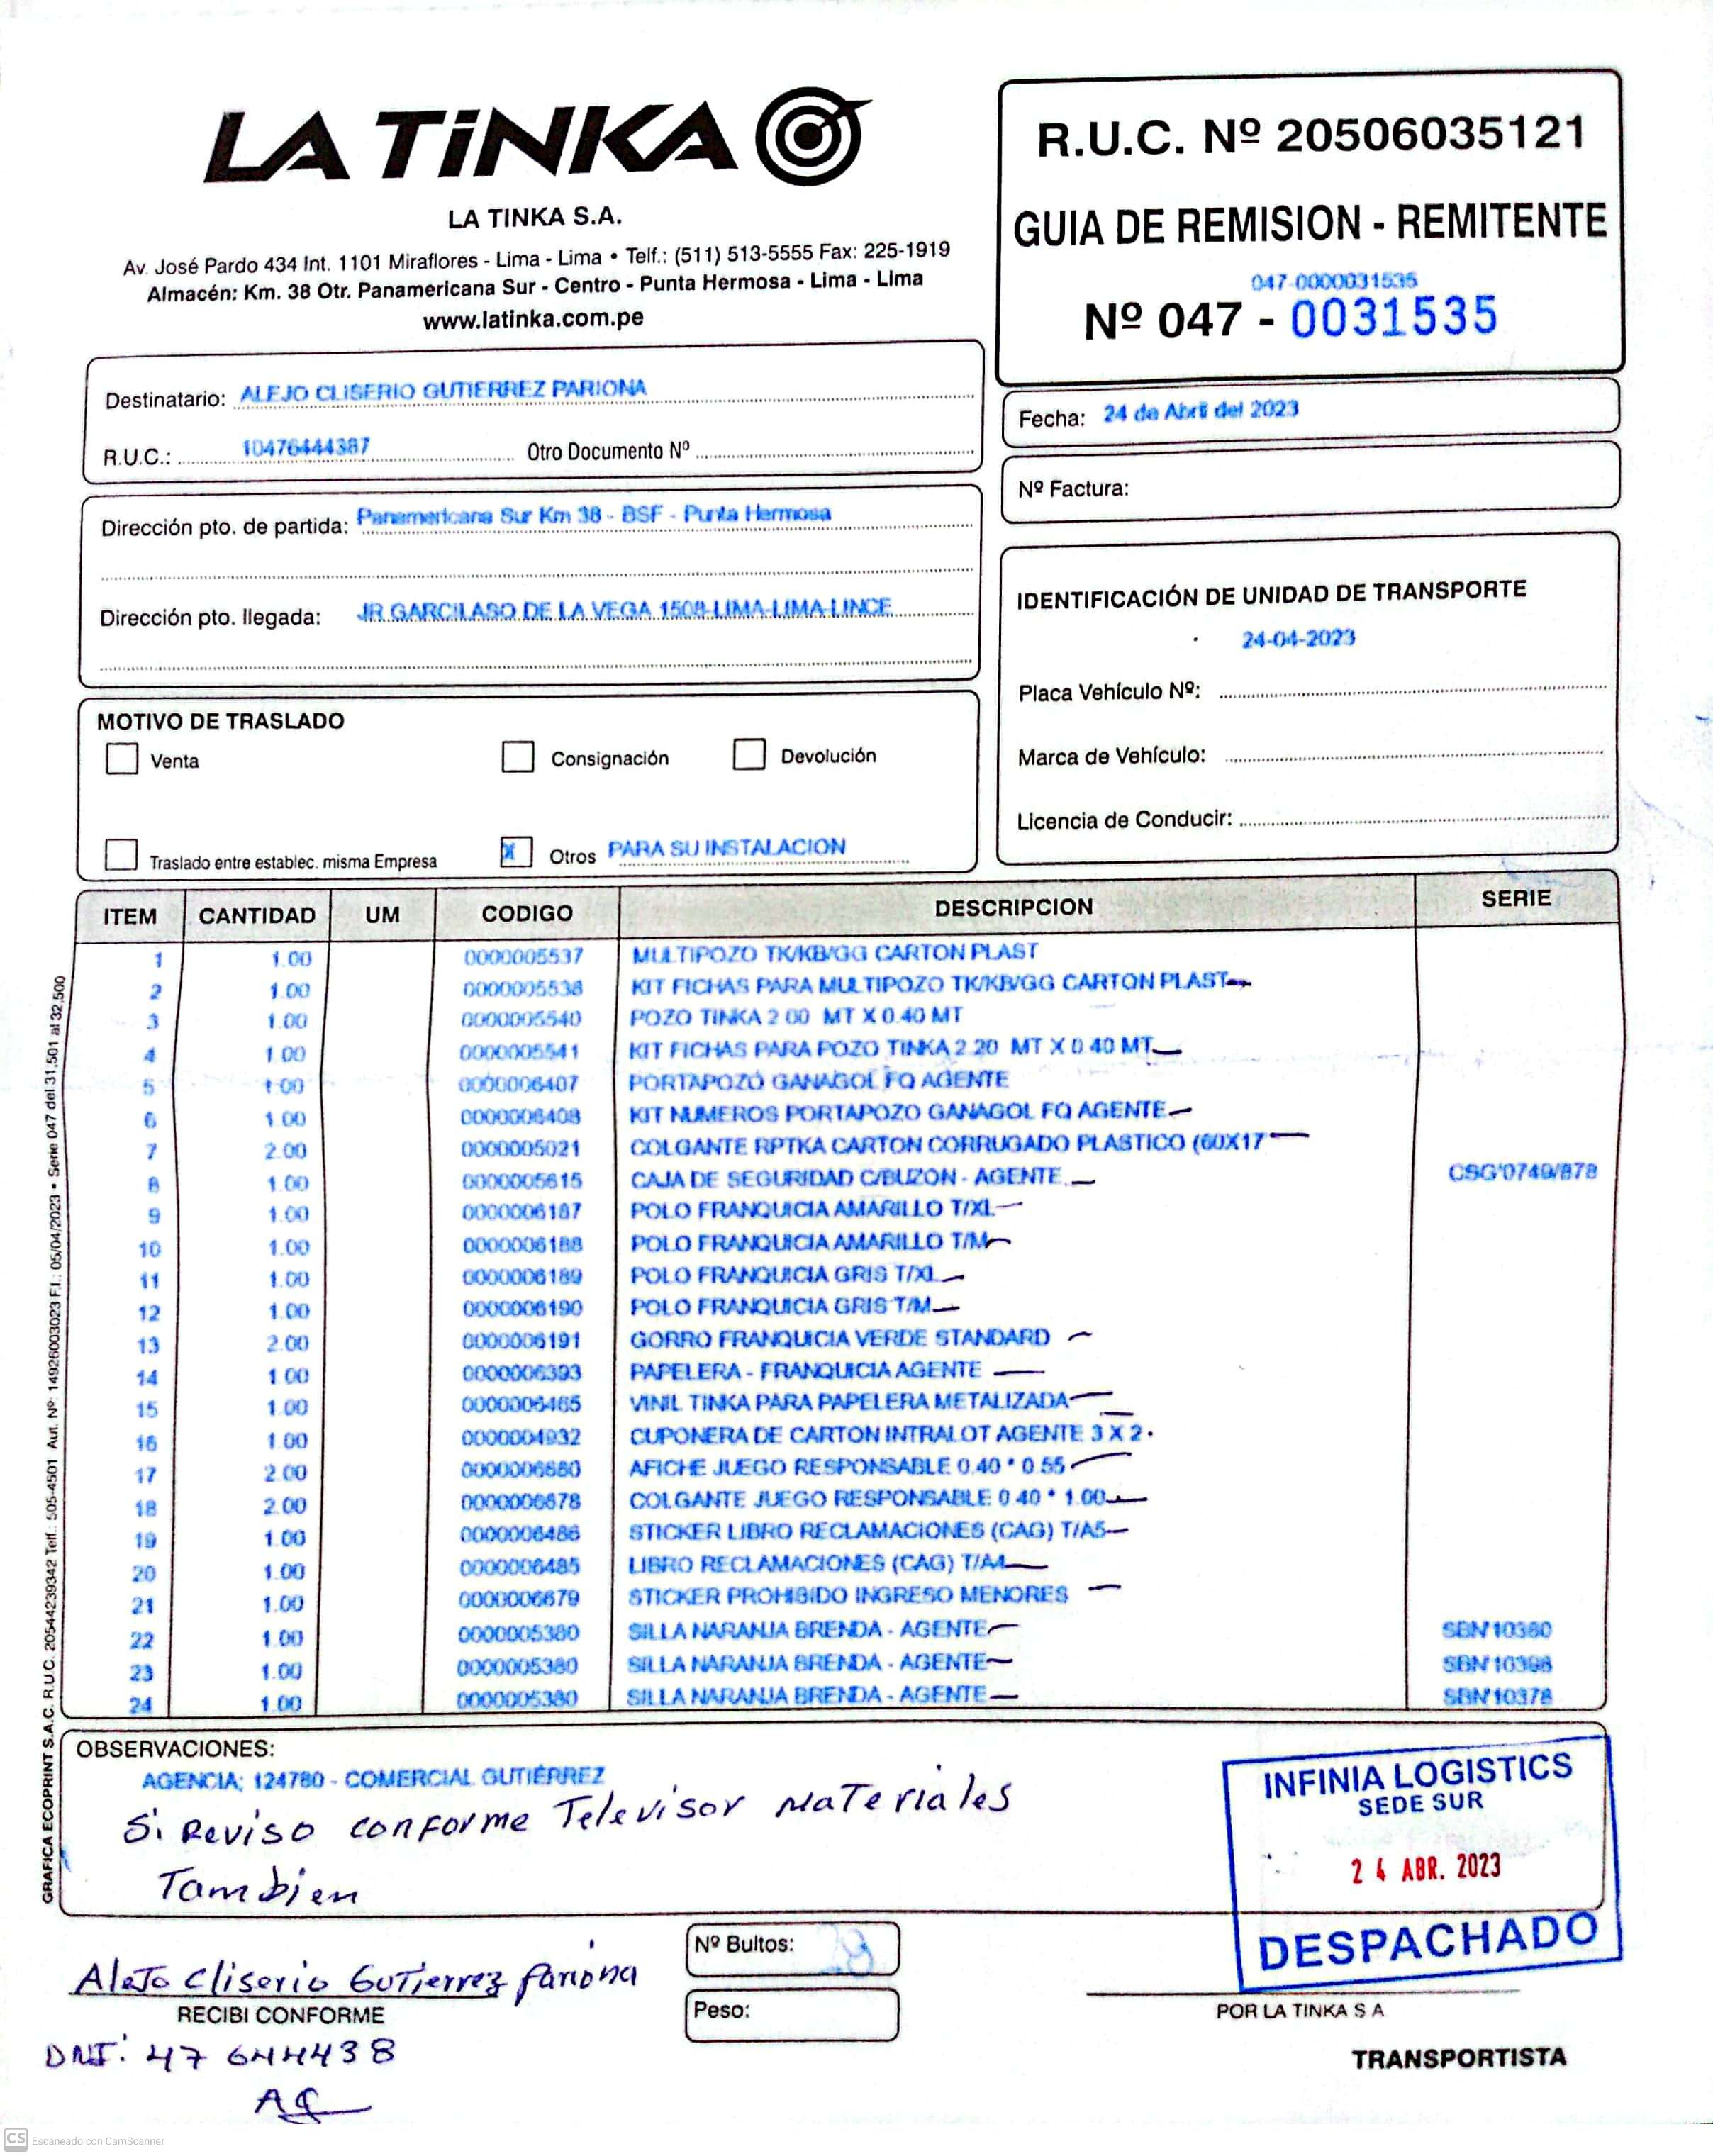 LA TiNKA
LA TINKA S.A.
Av. José Pardo 434 Int. 1101 Miraflores - Lima - Lima • Telf.: (511) 513-5555 Fax: 225-1919
Almacén: Km. 38 Otr. Panamericana Sur - Centro - Punta Hermosa - Lima - Lima
www.latinka.com.pe
R.U.C. Nº 20506035121
GUIA DE REMISION - REMITENTE
047-0000031535
Nº 047 - 0031535
Destinatario: ALEJO CLISERIO GUTIERREZ PARIONA
R.U.C.: 10476444387 Otro Documento Nº
Fecha: 24 de Abril del 2023
Nº Factura:
Dirección pto. de partida: Panamericana Sur Km 38 - BSF - Punta Hermosa
Dirección pto. llegada: JR.GARCILASO DE LA VEGA 1508-LIMA-LIMA-LINCE
IDENTIFICACIÓN DE UNIDAD DE TRANSPORTE
24-04-2023
Placa Vehículo Nº:
Marca de Vehículo:
Licencia de Conducir:
MOTIVO DE TRASLADO
Venta Consignación Devolución
Traslado entre establec. misma Empresa X Otros PARA SU INSTALACION
ITEM CANTIDAD UM CODIGO DESCRIPCION SERIE
1 1.00 0000005537 MULTIPOZO TK/KB/GG CARTON PLAST
2 1.00 0000005538 KIT FICHAS PARA MULTIPOZO TK/KB/GG CARTON PLAST
3 1.00 0000005540 POZO TINKA 2.00 MT X 0.40 MT
4 1.00 0000005541 KIT FICHAS PARA POZO TINKA 2.20 MT X 0.40 MT
5 1.00 0000006407 PORTAPOZO GANAGOL FQ AGENTE
6 1.00 0000006408 KIT NUMEROS PORTAPOZO GANAGOL FQ AGENTE
7 2.00 0000005021 COLGANTE RPTKA CARTON CORRUGADO PLASTICO (60X17
8 1.00 0000005615 CAJA DE SEGURIDAD C/BUZON - AGENTE CSG'0749/878
9 1.00 0000006187 POLO FRANQUICIA AMARILLO T/XL
10 1.00 0000006188 POLO FRANQUICIA AMARILLO T/M
11 1.00 0000006189 POLO FRANQUICIA GRIS T/XL
12 1.00 0000006190 POLO FRANQUICIA GRIS T/M
13 2.00 0000006191 GORRO FRANQUICIA VERDE STANDARD
14 1.00 0000006393 PAPELERA - FRANQUICIA AGENTE
15 1.00 0000006465 VINIL TINKA PARA PAPELERA METALIZADA
16 1.00 0000004932 CUPONERA DE CARTON INTRALOT AGENTE 3 X 2
17 2.00 0000006680 AFICHE JUEGO RESPONSABLE 0.40 * 0.55
18 2.00 0000006678 COLGANTE JUEGO RESPONSABLE 0.40 * 1.00
19 1.00 0000006486 STICKER LIBRO RECLAMACIONES (CAG) T/A5
20 1.00 0000006485 LIBRO RECLAMACIONES (CAG) T/A4
21 1.00 0000006679 STICKER PROHIBIDO INGRESO MENORES
22 1.00 0000005380 SILLA NARANJA BRENDA - AGENTE SBN'10360
23 1.00 0000005380 SILLA NARANJA BRENDA - AGENTE SBN'10398
24 1.00 0000005380 SILLA NARANJA BRENDA - AGENTE SBN'10378
GRAFICA ECOPRINT S.A.C. R.U.C. 20544239342 Telf.: 505-4501 Aut. Nº: 14926003023 F.I.: 05/04/2023 • Serie 047 del 31,501 al 32,500
OBSERVACIONES:
AGENCIA; 124780 - COMERCIAL GUTIÉRREZ
Si Reviso conforme Televisor Materiales
Tambien
INFINIA LOGISTICS
SEDE SUR
24 ABR. 2023
DESPACHADO
Alejo Cliserio Gutierrez Pariona
RECIBI CONFORME
DNI: 47644438
AG
Nº Bultos: 29
Peso:
POR LA TINKA S A
TRANSPORTISTA
CS Escaneado con CamScanner